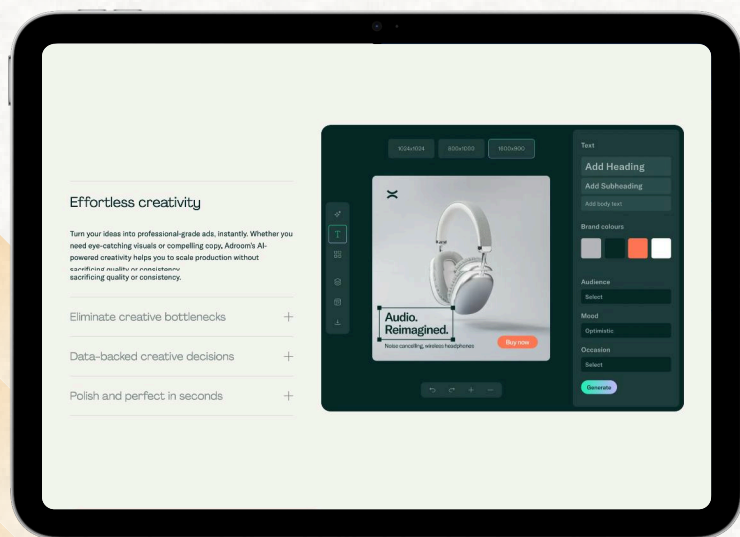 Effortless creativity
Turn your ideas into professional-grade ads, instantly. Whether you
need eye-catching visuals or compelling copy, Adroom's AI-
powered creativity helps you to scale production without
sacrificing quality or consistency
sacrificing quality or consistency.
Eliminate creative bottlenecks
Data-backed creative decisions
Polish and perfect in seconds
1024x1024
800x1000
1600x900
T
Audio.
Reimagined.
Noise cancelling, wireless headphones
Buy now
Text
Add Heading
Add Subheading
Add body text
Brand colours
Audience
Select
Mood
Optimistic
Occasion
Select
Generate